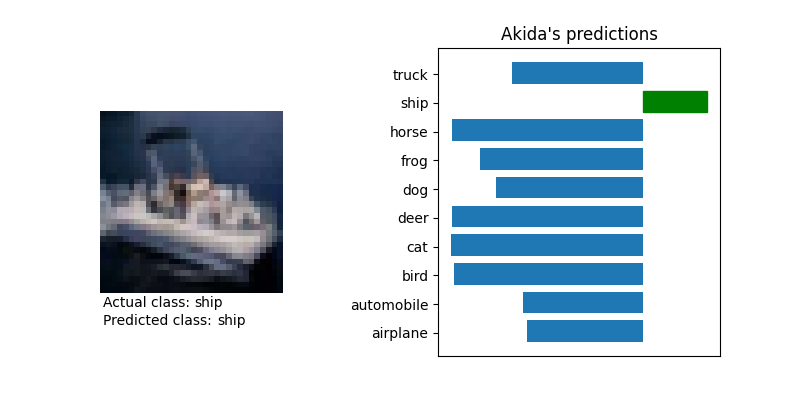 Akida's predictions
truck
ship
horse
frog
dog
deer
cat
bird
automobile
airplane
Actual class: ship
Predicted class: ship